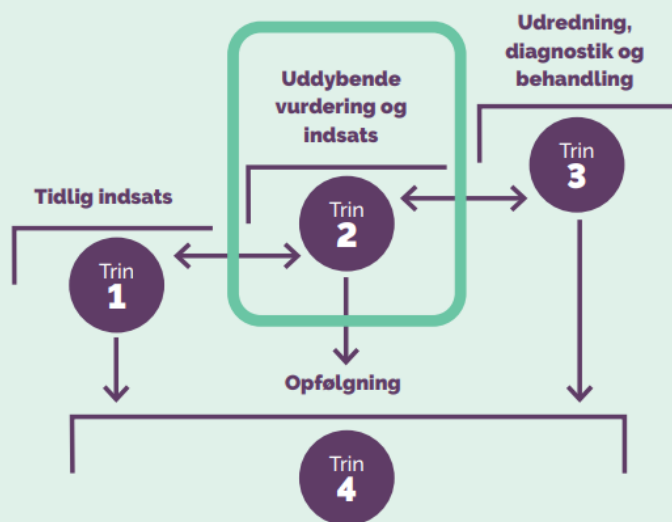 Udredning,
diagnostik og
behandling
Uddybende
vurdering og
indsats
Trin
3
Tidlig indsats
Trin
2
Trin
1
Opfølgning
Trin
4